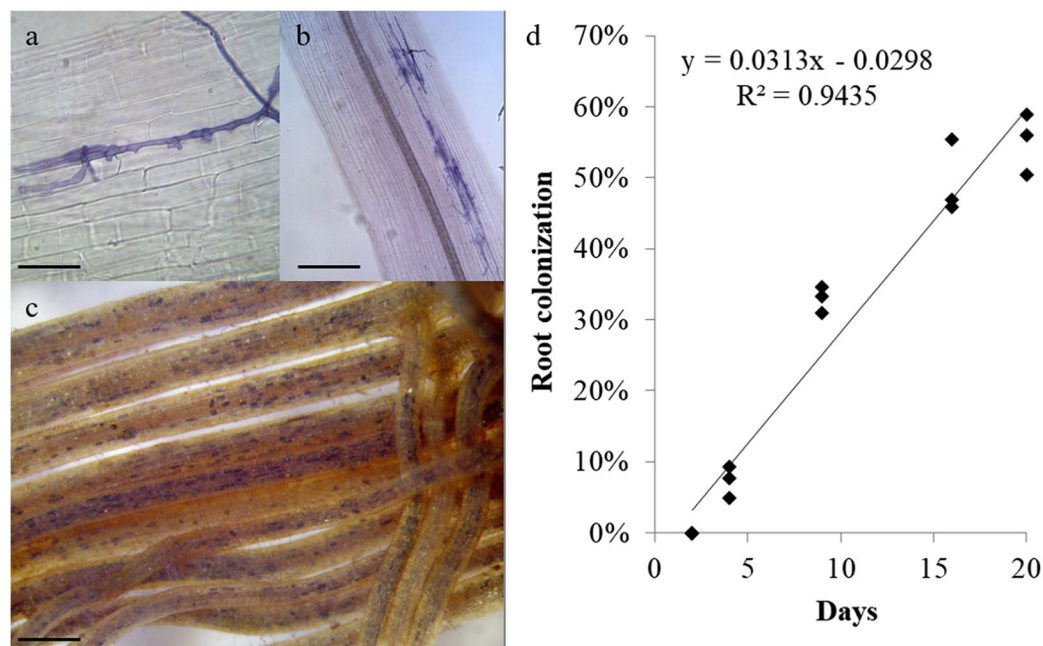 a
b
c
d
y = 0.0313x - 0.0298
R² = 0.9435
Root colonization
70%
60%
50%
40%
30%
20%
10%
0%
0 5 10 15 20
Days